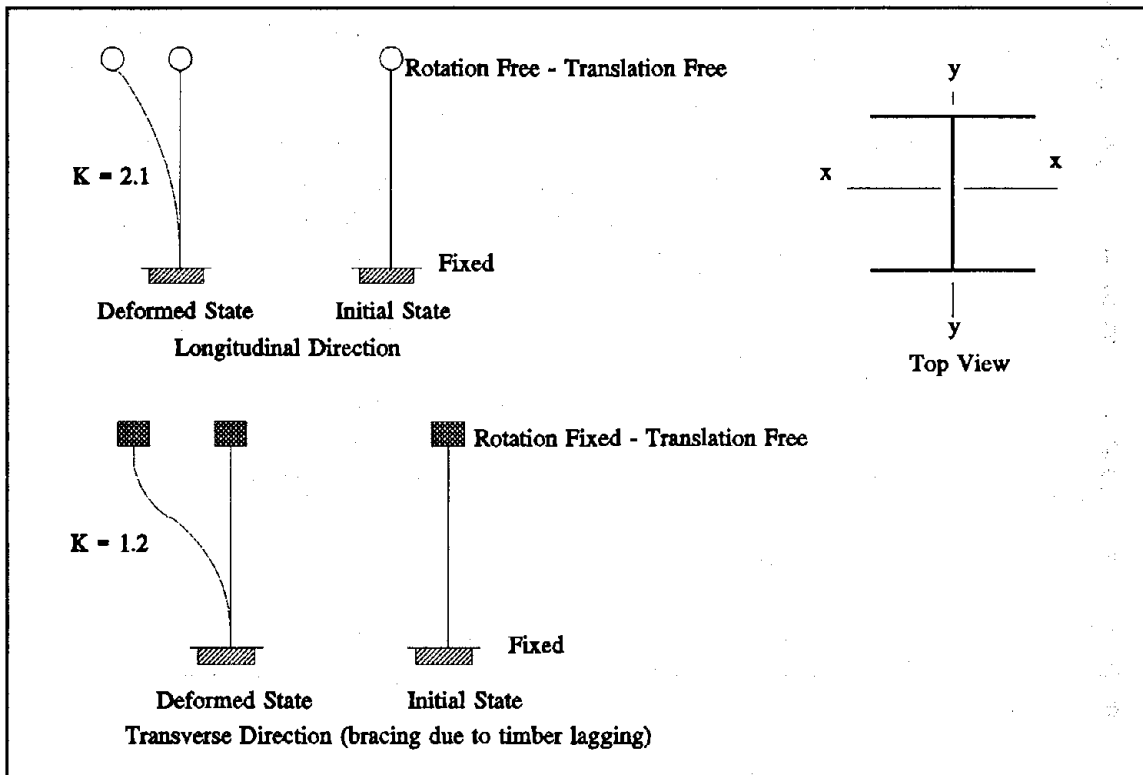 Rotation Free - Translation Free
K = 2.1
Fixed
Deformed State
Initial State
Longitudinal Direction
y
x
x
y
Top View
Rotation Fixed - Translation Free
K = 1.2
Fixed
Deformed State
Initial State
Transverse Direction (bracing due to timber lagging)